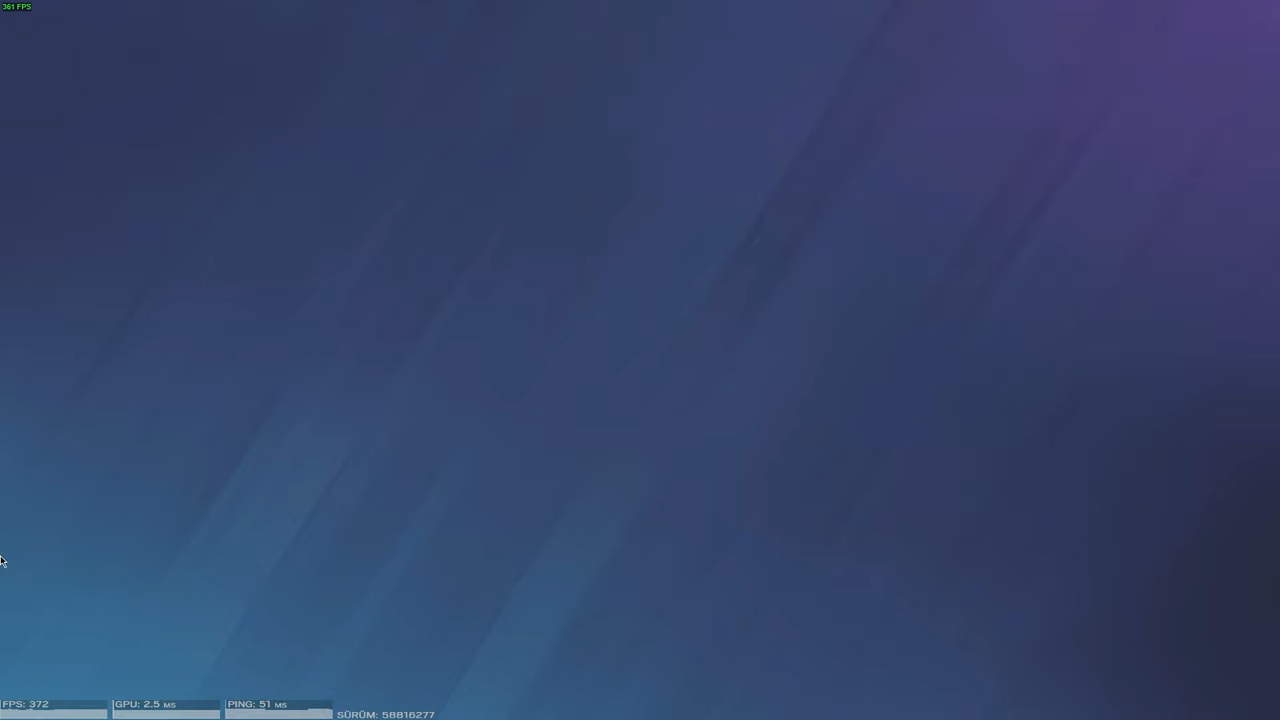 361 FPS
FPS: 372
GPU: 2.5 MS
PING: 51 MS
SÜRÜM: 58816277